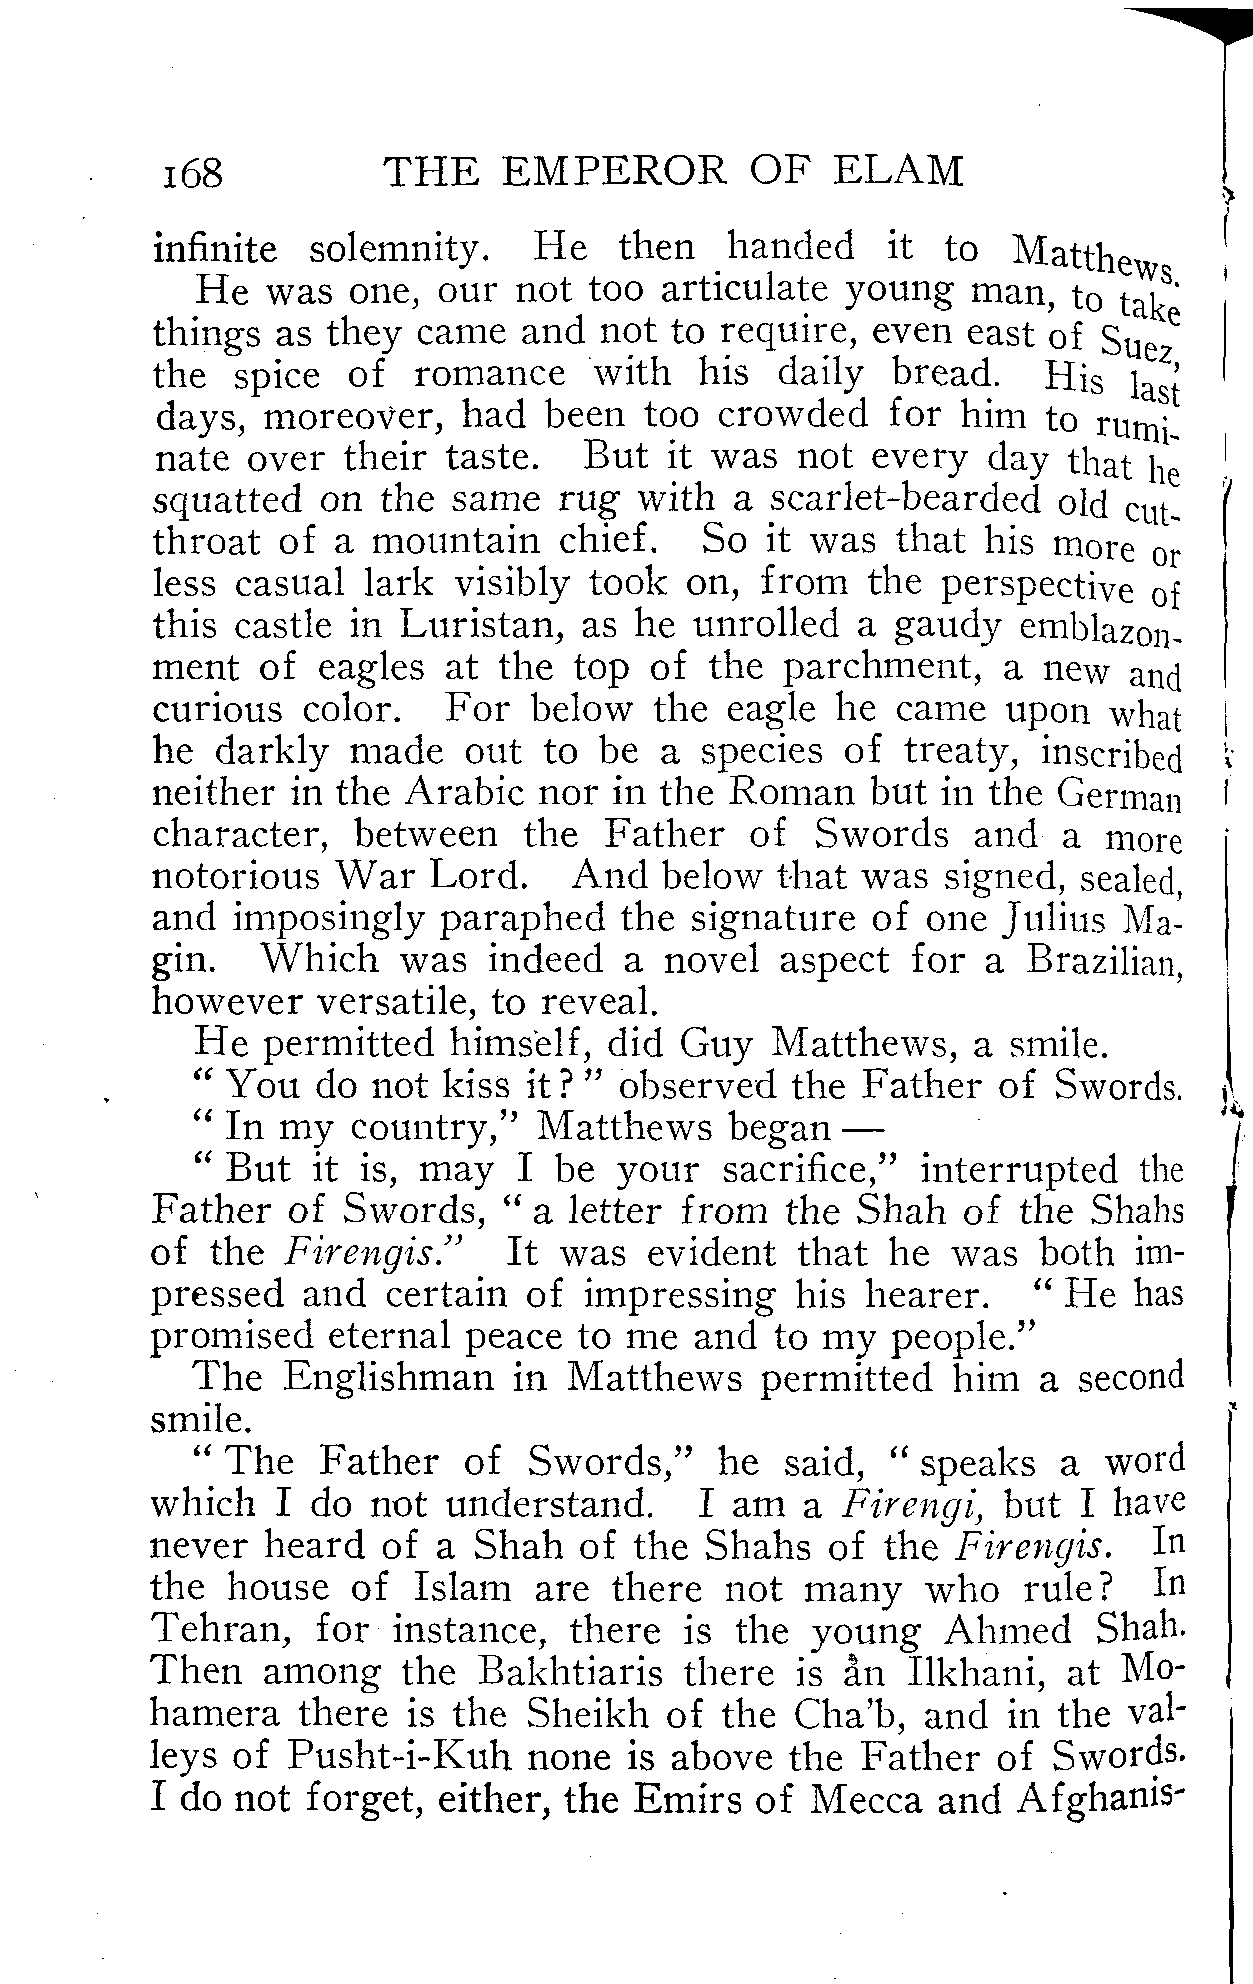 168 THE EMPEROR OF ELAM
infinite solemnity. He then handed it to Matthews.
He was one, our not too articulate young man, to take
things as they came and not to require, even east of Suez,
the spice of romance with his daily bread. His last
days, moreover, had been too crowded for him to rumi-
nate over their taste. But it was not every day that he
squatted on the same rug with a scarlet-bearded old cut-
throat of a mountain chief. So it was that his more or
less casual lark visibly took on, from the perspective of
this castle in Luristan, as he unrolled a gaudy emblazon-
ment of eagles at the top of the parchment, a new and
curious color. For below the eagle he came upon what
he darkly made out to be a species of treaty, inscribed
neither in the Arabic nor in the Roman but in the German
character, between the Father of Swords and a more
notorious War Lord. And below that was signed, sealed,
and imposingly paraphed the signature of one Julius Ma-
gin. Which was indeed a novel aspect for a Brazilian,
however versatile, to reveal.
He permitted himself, did Guy Matthews, a smile.
" You do not kiss it? " observed the Father of Swords.
" In my country," Matthews began —
" But it is, may I be your sacrifice," interrupted the
Father of Swords, " a letter from the Shah of the Shahs
of the Firengis." It was evident that he was both im-
pressed and certain of impressing his hearer. " He has
promised eternal peace to me and to my people."
The Englishman in Matthews permitted him a second
smile.
" The Father of Swords," he said, " speaks a word
which I do not understand. I am a Firengi, but I have
never heard of a Shah of the Shahs of the Firengis. In
the house of Islam are there not many who rule? In
Tehran, for instance, there is the young Ahmed Shah.
Then among the Bakhtiaris there is an Ilkhani, at Mo-
hamera there is the Sheikh of the Cha'b, and in the val-
leys of Pusht-i-Kuh none is above the Father of Swords.
I do not forget, either, the Emirs of Mecca and Afghanis-